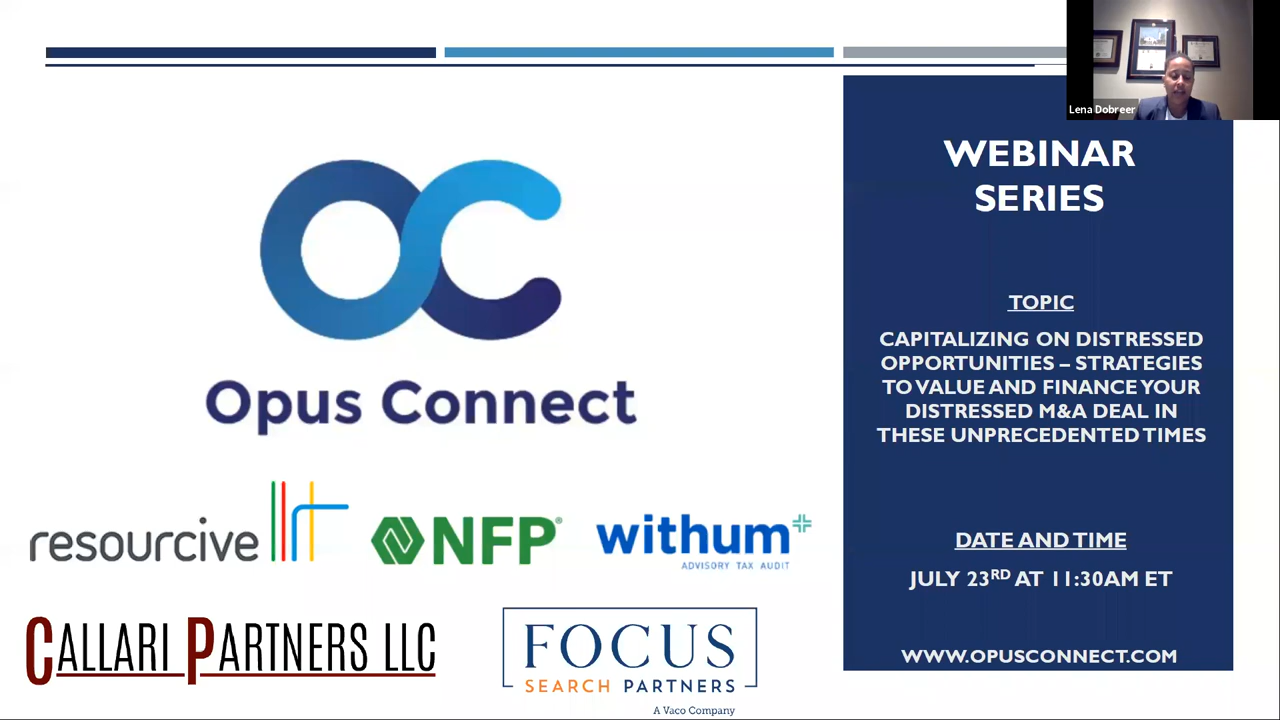 Lena Dobreer
WEBINAR
SERIES
TOPIC
CAPITALIZING ON DISTRESSED
OPPORTUNITIES – STRATEGIES
TO VALUE AND FINANCE YOUR
DISTRESSED M&A DEAL IN
THESE UNPRECEDENTED TIMES
DATE AND TIME
JULY 23RD AT 11:30AM ET
WWW.OPUSCONNECT.COM
OC
Opus Connect
resourcive
NFP®
withum+
ADVISORY TAX AUDIT
CALLARI PARTNERS LLC
FOCUS
SEARCH PARTNERS
A Vaco Company